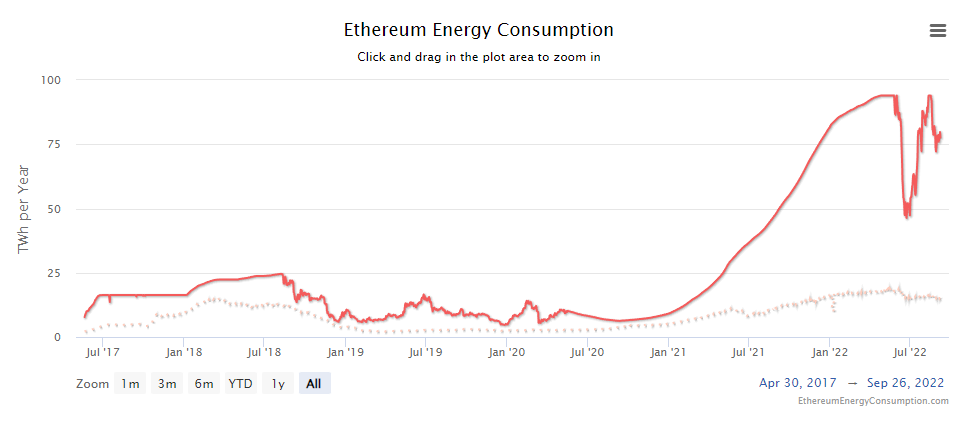 Ethereum Energy Consumption
Click and drag in the plot area to zoom in
TWh per Year
100
75
50
25
0
Jul '17 Jan '18 Jul '18 Jan '19 Jul '19 Jan '20 Jul '20 Jan '21 Jul '21 Jan '22 Jul '22
Zoom 1m 3m 6m YTD 1y All Apr 30, 2017 → Sep 26, 2022
EthereumEnergyConsumption.com